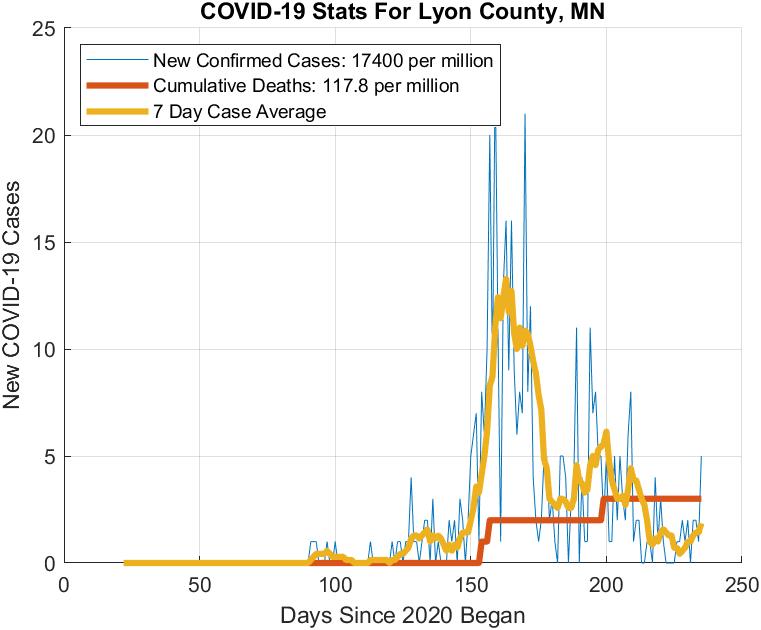 COVID-19 Stats For Lyon County, MN
New Confirmed Cases: 17400 per million
Cumulative Deaths: 117.8 per million
7 Day Case Average
New COVID-19 Cases
25
20
15
10
5
0
0 50 100 150 200 250
Days Since 2020 Began